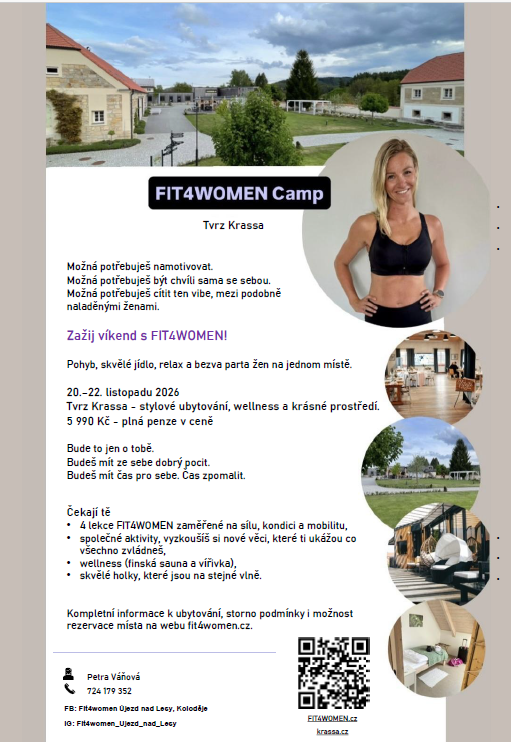 FIT4WOMEN Camp
Tvrz Krassa
Možná potřebuješ namotivovat.
Možná potřebuješ být chvíli sama se sebou.
Možná potřebuješ cítit ten vibe, mezi podobně
naladěnými ženami.
Zažij víkend s FIT4WOMEN!
Pohyb, skvělé jídlo, relax a bezva parta žen na jednom místě.
20.–22. listopadu 2026
Tvrz Krassa - stylové ubytování, wellness a krásné prostředí.
5 990 Kč - plná penze v ceně
Bude to jen o tobě.
Budeš mít ze sebe dobrý pocit.
Budeš mít čas pro sebe. Čas zpomalit.
Čekají tě
• 4 lekce FIT4WOMEN zaměřené na sílu, kondici a mobilitu,
• společné aktivity, vyzkoušíš si nové věci, které ti ukážou co
všechno zvládneš,
• wellness (finská sauna a vířivka),
• skvělé holky, které jsou na stejné vlně.
Kompletní informace k ubytování, storno podmínky i možnost
rezervace místa na webu fit4women.cz.
Petra Váňová
724 179 352
FB: Fit4women Újezd nad Lesy, Koloděje
IG: Fit4women_Ujezd_nad_Lesy
FIT4WOMEN.cz
krassa.cz